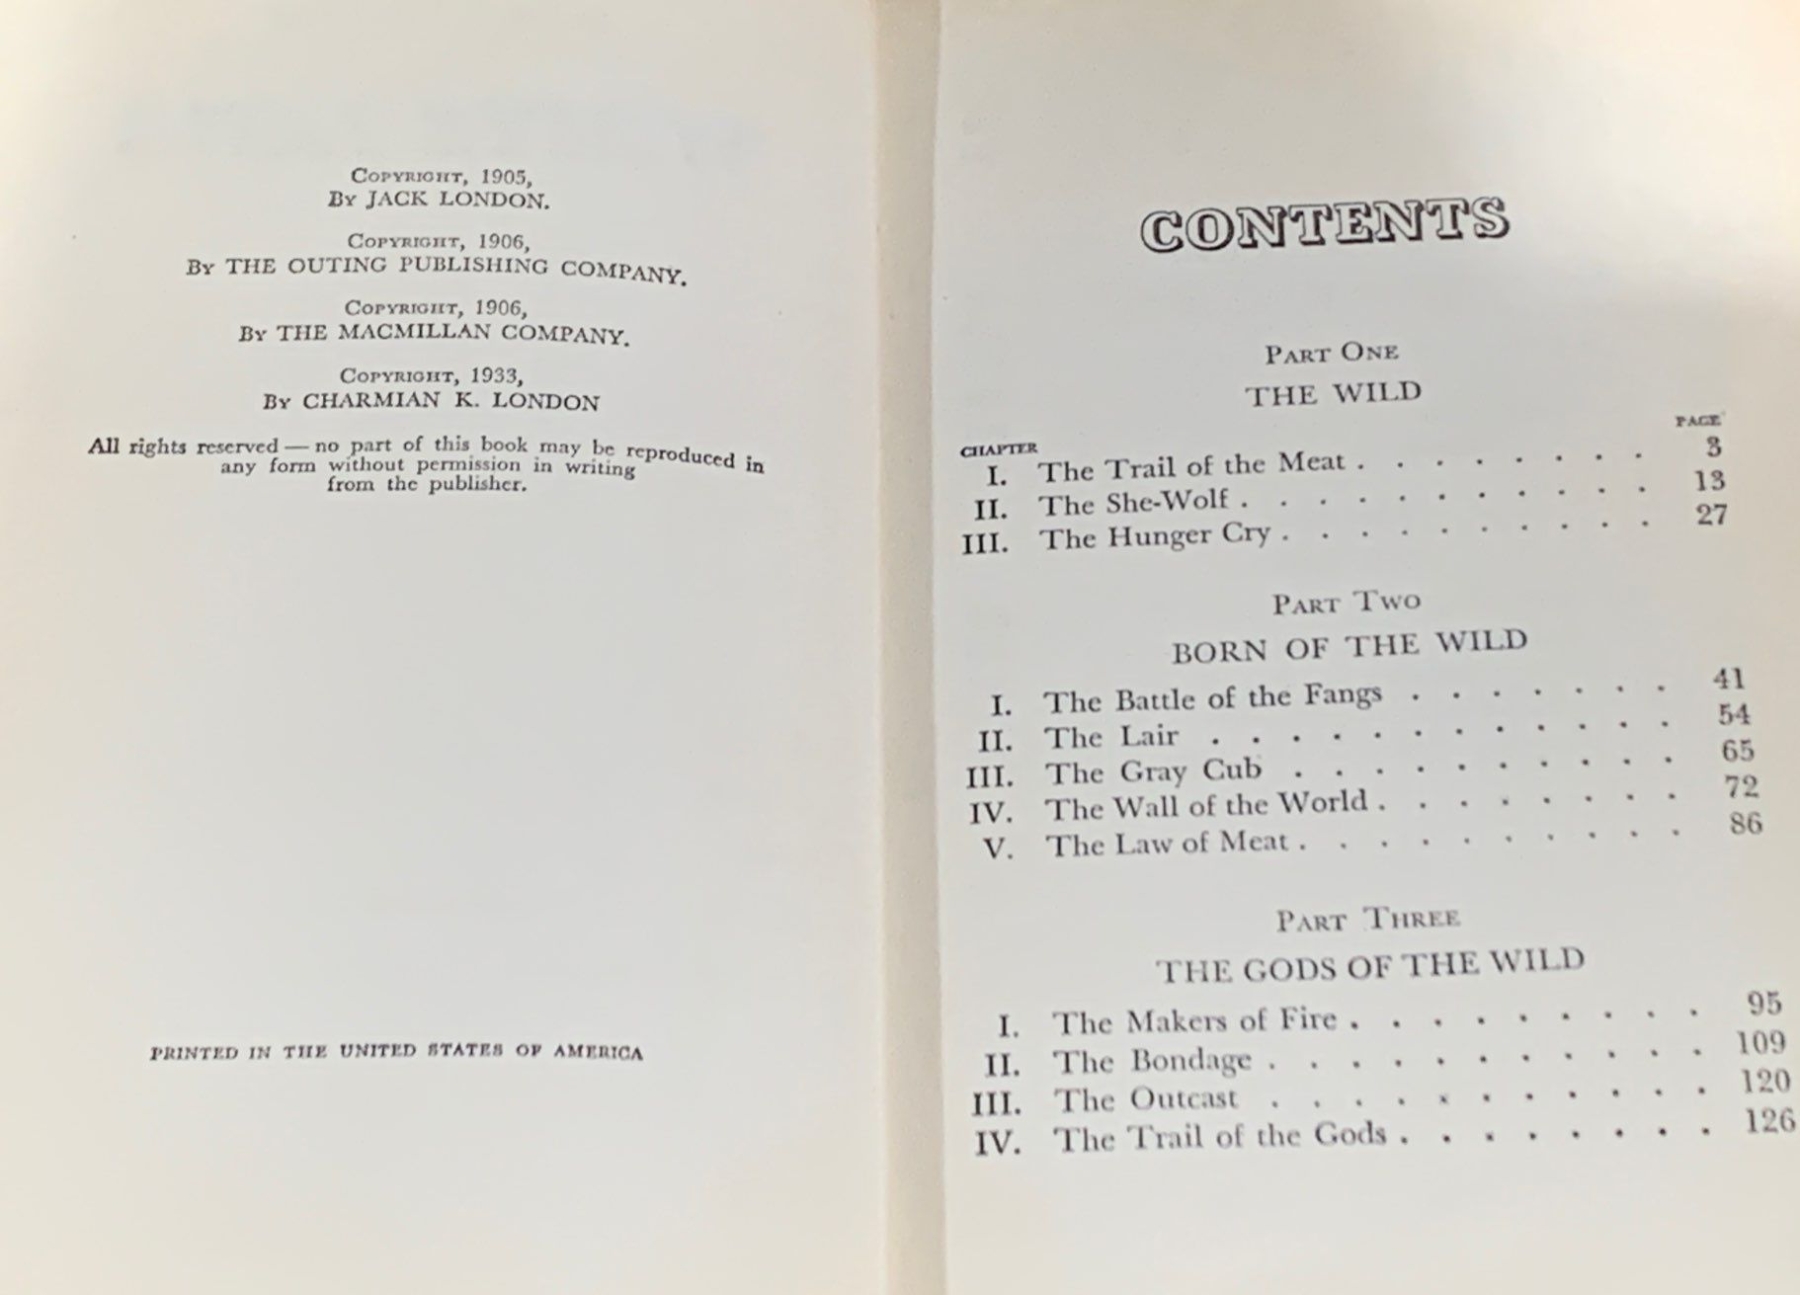 COPYRIGHT, 1905,
BY JACK LONDON.
COPYRIGHT, 1906,
BY THE OUTING PUBLISHING COMPANY.
COPYRIGHT, 1906,
BY THE MACMILLAN COMPANY.
COPYRIGHT, 1933,
BY CHARMIAN K. LONDON
All rights reserved — no part of this book may be reproduced in
any form without permission in writing
from the publisher.
PRINTED IN THE UNITED STATES OF AMERICA
CONTENTS
PART ONE
THE WILD
CHAPTER PAGE
I. The Trail of the Meat . . . . . . . . 3
II. The She-Wolf . . . . . . . . . . . 13
III. The Hunger Cry . . . . . . . . . . 27
PART TWO
BORN OF THE WILD
I. The Battle of the Fangs . . . . . . . 41
II. The Lair . . . . . . . . . . . . 54
III. The Gray Cub . . . . . . . . . . 65
IV. The Wall of the World . . . . . . . . 72
V. The Law of Meat . . . . . . . . . . 86
PART THREE
THE GODS OF THE WILD
I. The Makers of Fire . . . . . . . . . 95
II. The Bondage . . . . . . . . . . . 109
III. The Outcast . . . . . . . . . . . 120
IV. The Trail of the Gods . . . . . . . . 126